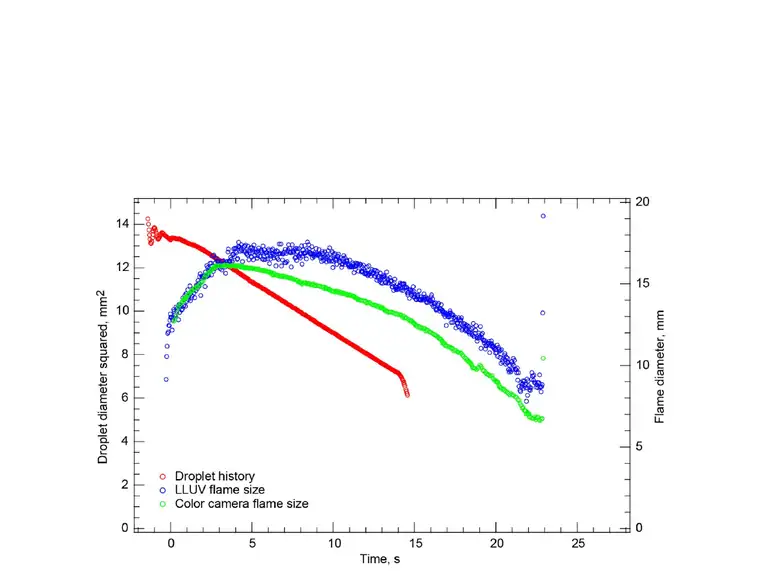 20
14
12
15
10
8
10
6
Droplet diameter squared, mm2
Flame diameter, mm
4
5
2
Droplet history
LLUV flame size
Color camera flame size
0
0
0 5 10 15 20 25
Time, s